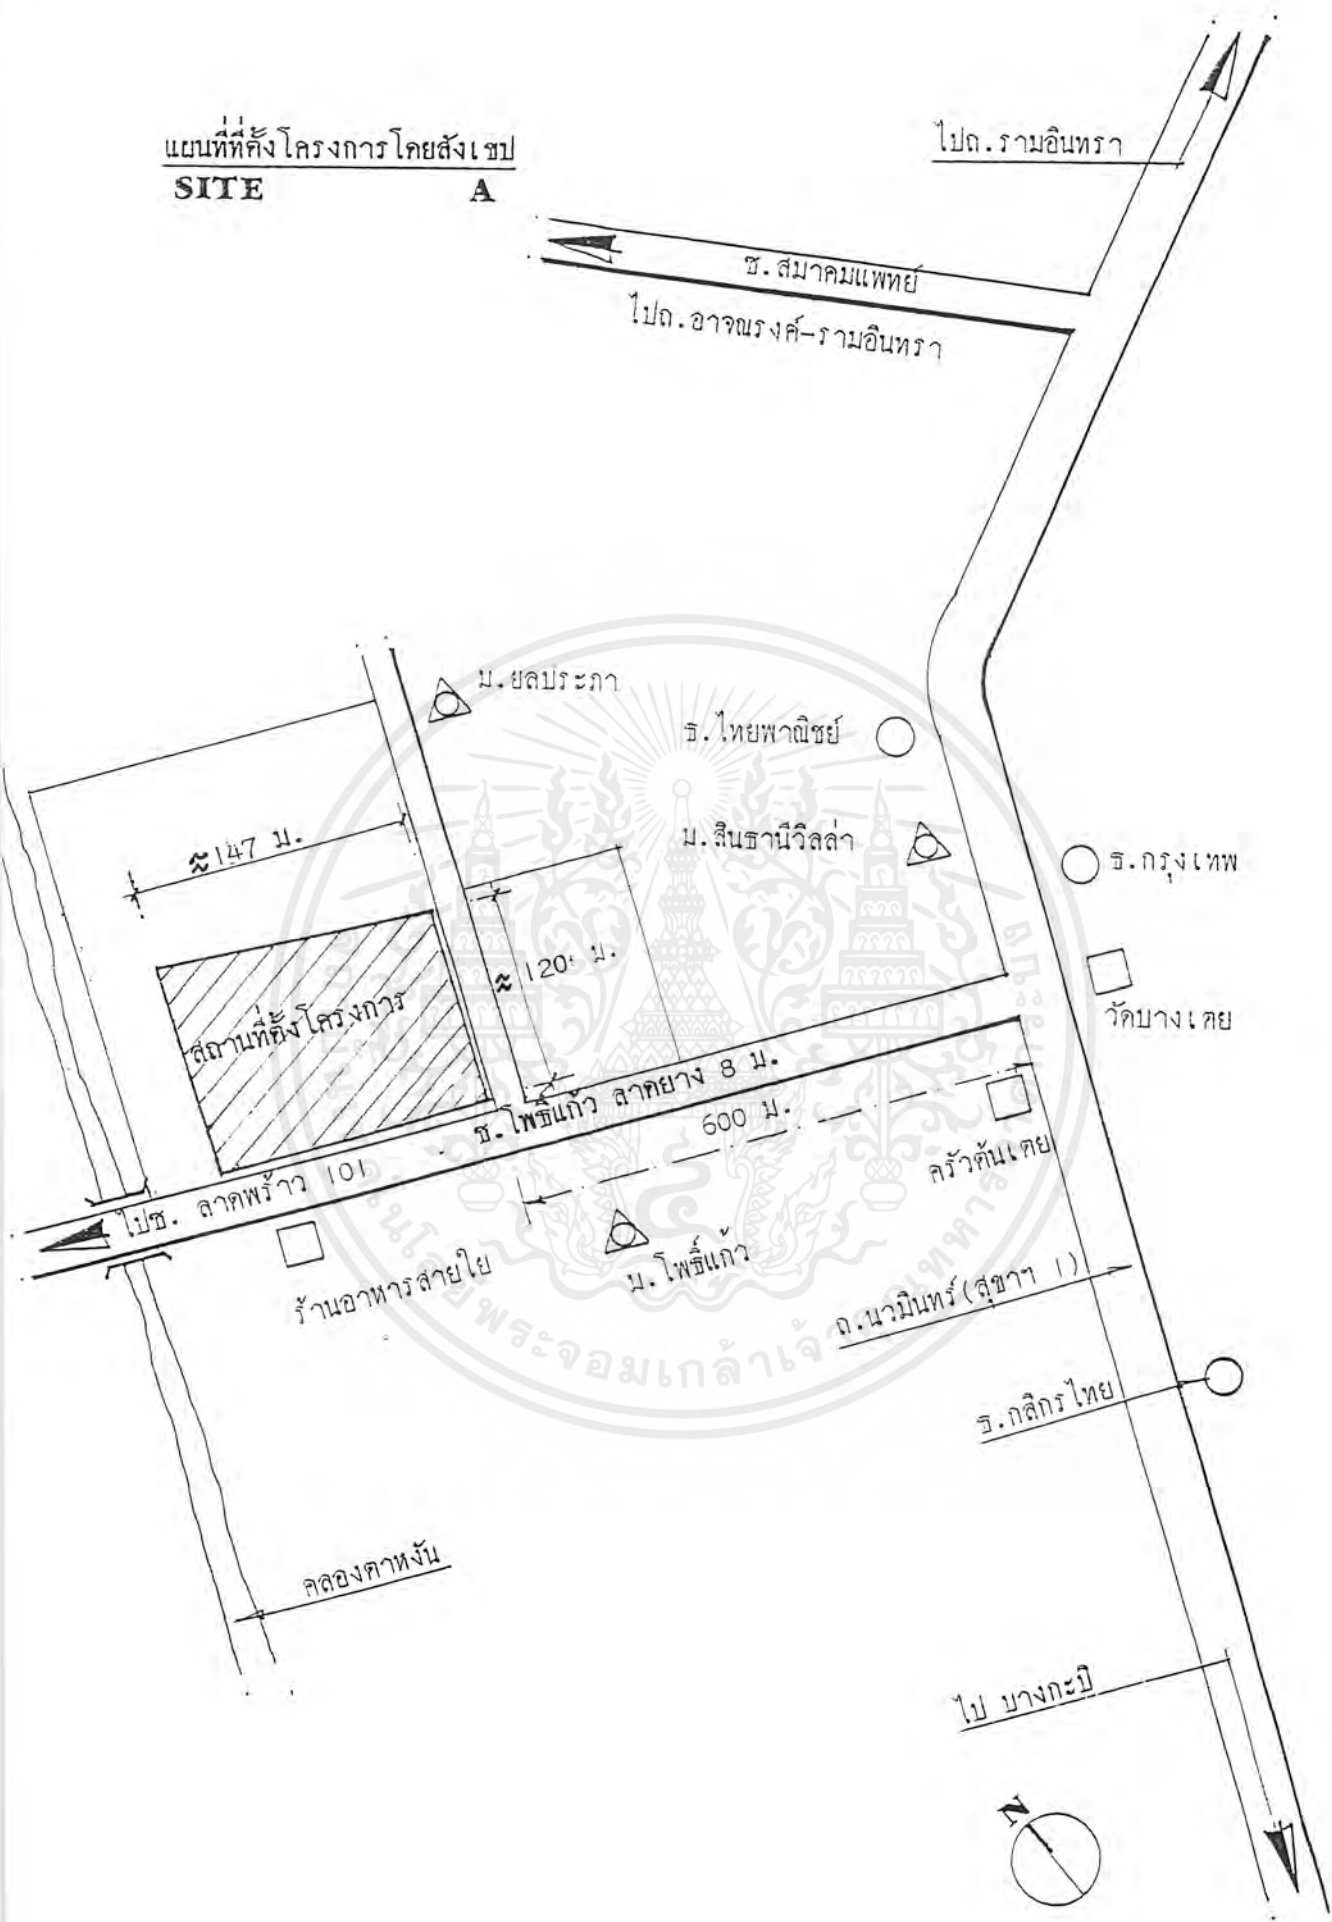 แผนที่ที่ตั้งโครงการโดยสังเขป
SITE A
ไปถ.รามอินทรา
ซ.สมาคมแพทย์
ไปถ.อาจณรงค์-รามอินทรา
ม.ยลประภา
ธ.ไทยพาณิชย์
≈147 ม.
ม.สินธานีวิลล่า
ธ.กรุงเทพ
≈120 ม.
สถานที่ตั้งโครงการ
วัดบางเตย
ซ.โพธิ์แก้ว ลาดยาง 8 ม.
600 ม.
ครัวต้นเตย
ไปซ. ลาดพร้าว 101
ร้านอาหารสายใย
ม.โพธิ์แก้ว
ถ.นวมินทร์(สุขาฯ 1)
ธ.กสิกรไทย
คลองตาหงัน
ไป บางกะปิ
N